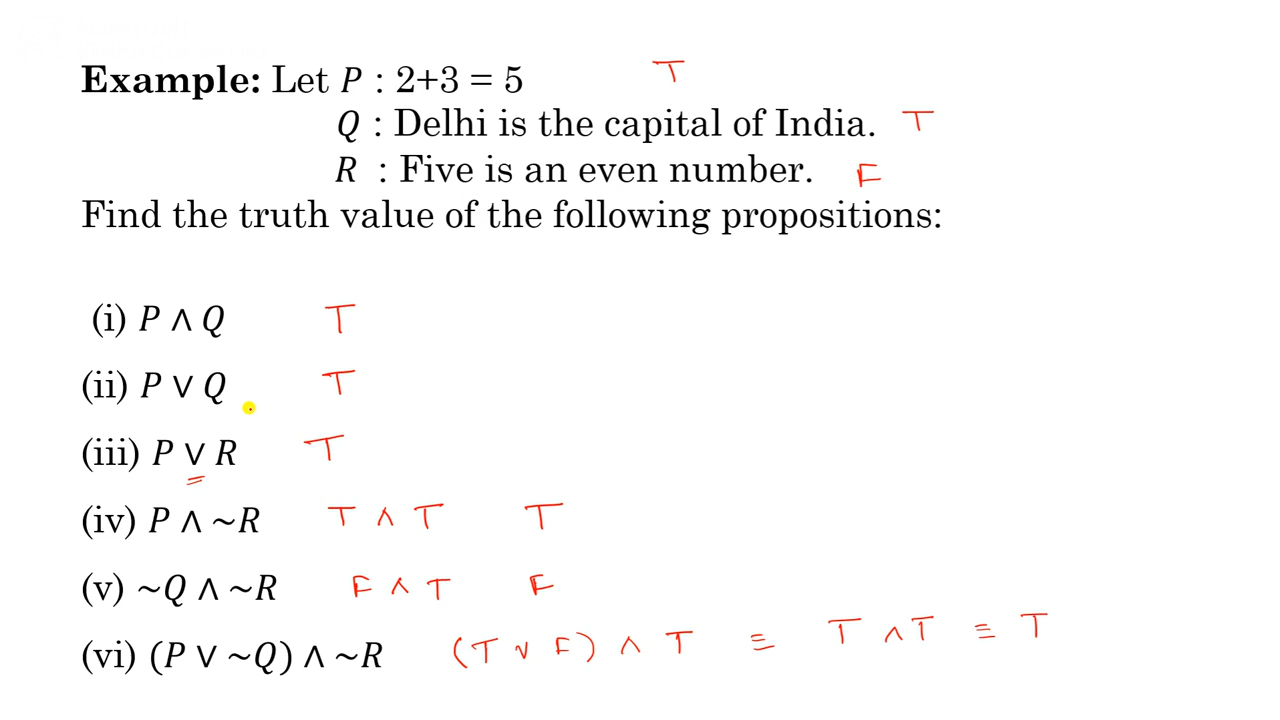 Example: Let P : 2+3 = 5 T
Q : Delhi is the capital of India. T
R : Five is an even number. F
Find the truth value of the following propositions:
(i) P ∧ Q T
(ii) P ∨ Q T
(iii) P ∨ R T
(iv) P ∧ ~R T ∧ T T
(v) ~Q ∧ ~R F ∧ T F
(vi) (P ∨ ~Q) ∧ ~R (T ∨ F) ∧ T ≡ T ∧ T ≡ T